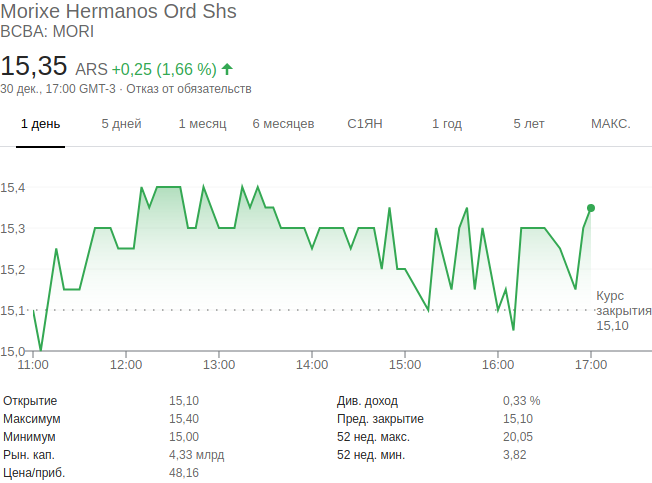 Morixe Hermanos Ord Shs
BCBA: MORI
15,35 ARS +0,25 (1,66 %)
30 дек., 17:00 GMT-3 · Отказ от обязательств
1 день 5 дней 1 месяц 6 месяцев С1ЯН 1 год 5 лет МАКС.
15,4
15,3
15,2
15,1
15,0
Курс
закрытия
15,10
11:00 12:00 13:00 14:00 15:00 16:00 17:00
Открытие 15,10 Див. доход 0,33 %
Максимум 15,40 Пред. закрытие 15,10
Минимум 15,00 52 нед. макс. 20,05
Рын. кап. 4,33 млрд 52 нед. мин. 3,82
Цена/приб. 48,16